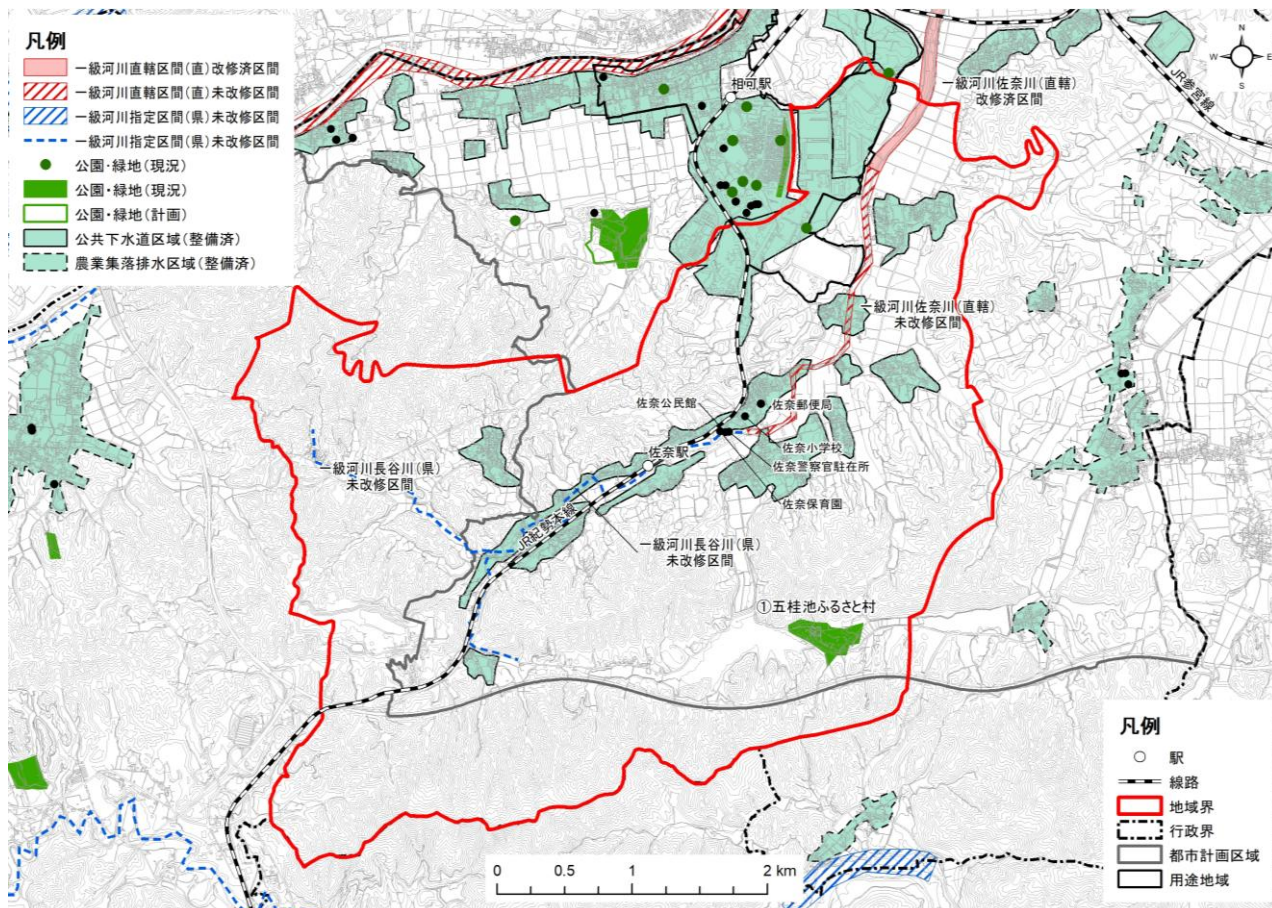 凡例
一級河川直轄区間(直)改修済区間
一級河川直轄区間(直)未改修区間
一級河川指定区間(県)未改修区間
一級河川指定区間(県)未改修区間
公園・緑地(現況)
公園・緑地(現況)
公園・緑地(計画)
公共下水道区域(整備済)
農業集落排水区域(整備済)
相可駅
一級河川佐奈川(直轄)
改修済区間
JR参宮線
N
W
E
S
一級河川佐奈川(直轄)
未改修区間
佐奈公民館
佐奈郵便局
佐奈小学校
佐奈駅
佐奈警察官駐在所
佐奈保育園
一級河川長谷川(県)
未改修区間
JR紀勢本線
一級河川長谷川(県)
未改修区間
①五桂池ふるさと村
凡例
駅
線路
地域界
行政界
都市計画区域
用途地域
0 0.5 1 2 km